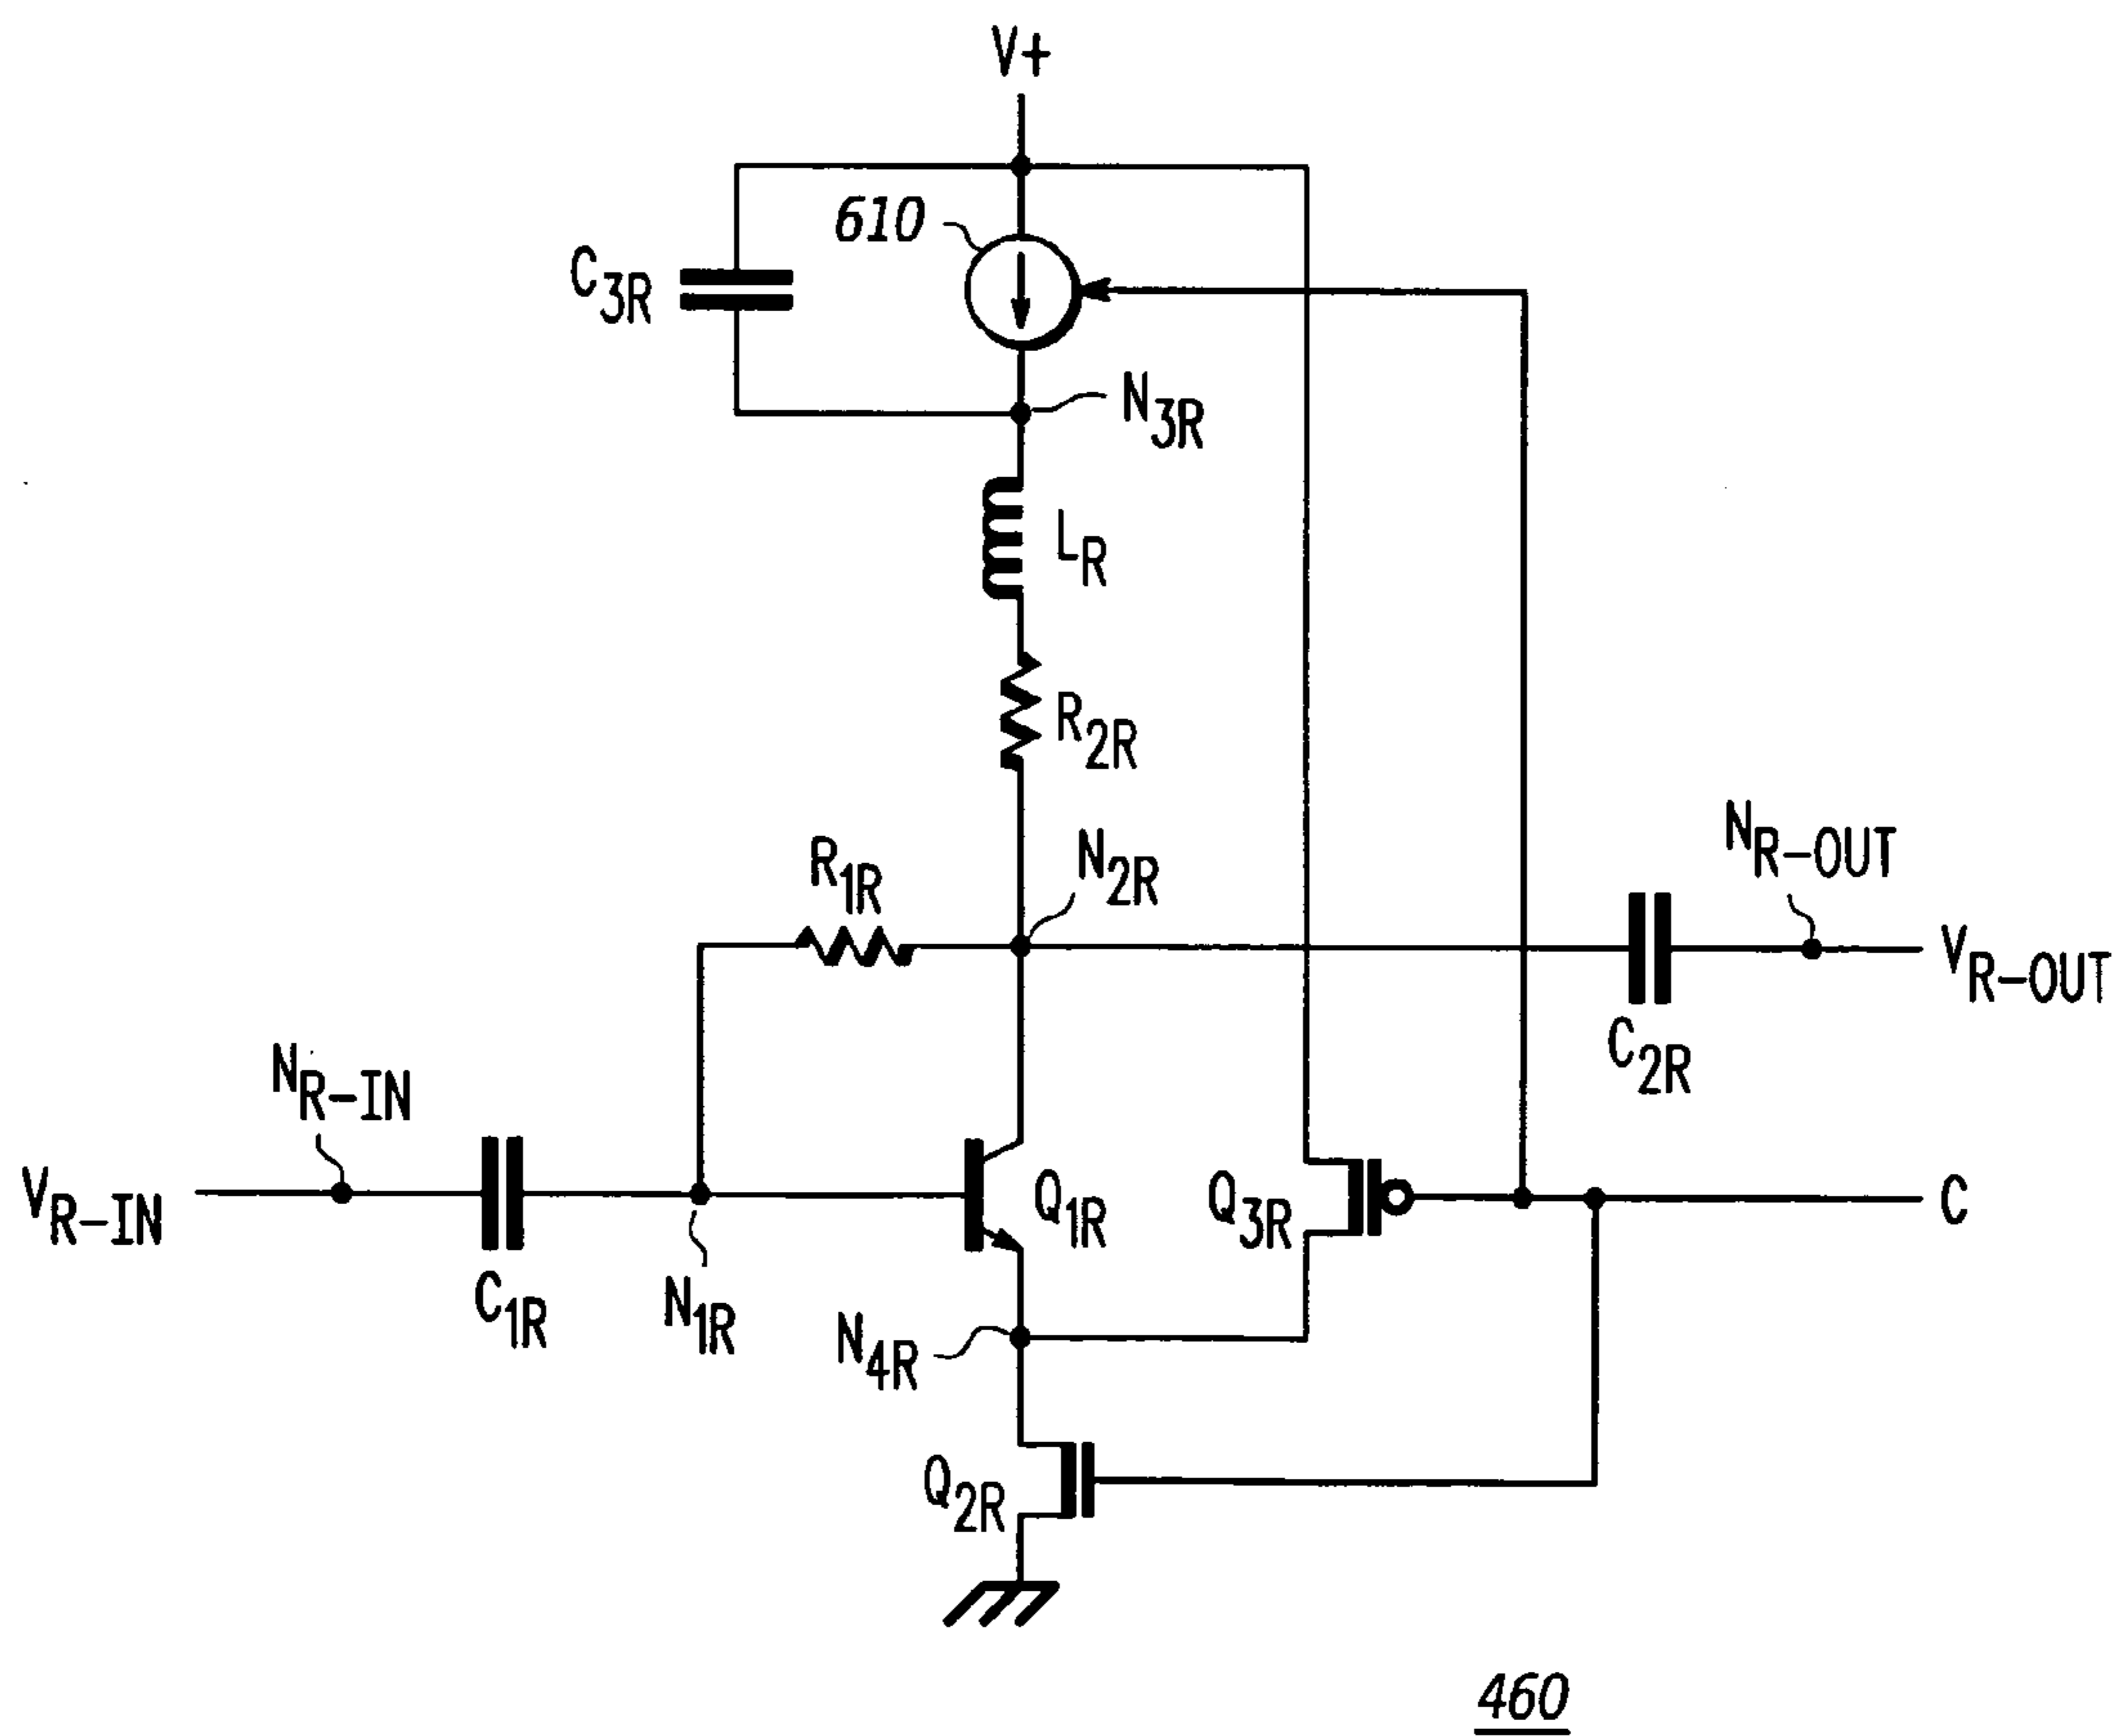 V+
610
C3R
N3R
LR
R2R
R1R
N2R
NR-OUT
VR-OUT
C2R
NR-IN
VR-IN
C1R
N1R
Q1R
Q3R
C
N4R
Q2R
460